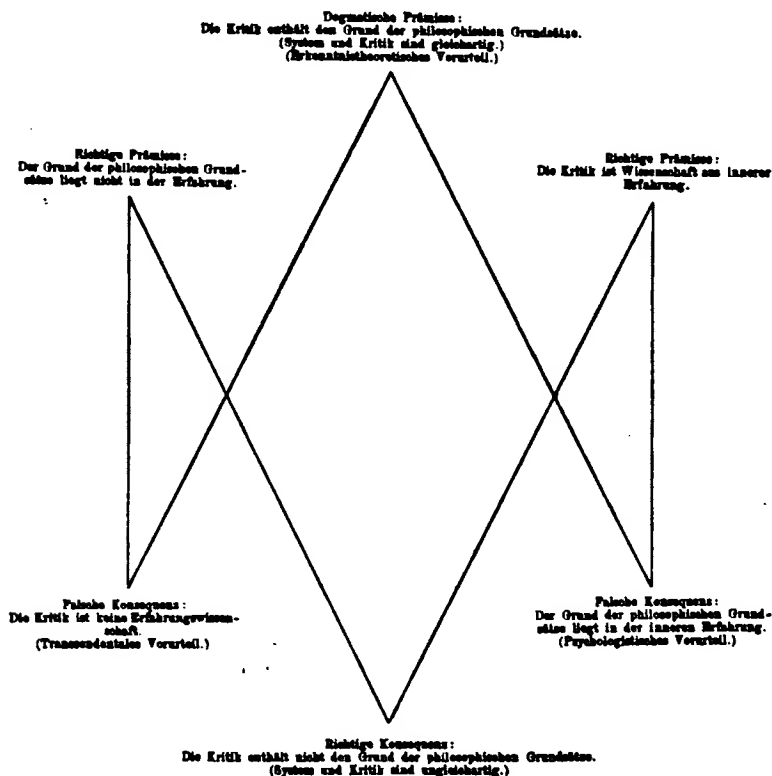 Dogmatische Prämisse:
Die Kritik enthält den Grund der philosophischen Grundsätze.
(System und Kritik sind gleichartig.)
(Erkenntnistheoretisches Vorurteil.)
Richtige Prämisse:
Der Grund der philosophischen Grund-
sätze liegt nicht in der Erfahrung.
Richtige Prämisse:
Die Kritik ist Wissenschaft aus innerer
Erfahrung.
Falsche Konsequenz:
Die Kritik ist keine Erfahrungswissen-
schaft.
(Transzendentales Vorurteil.)
Falsche Konsequenz:
Der Grund der philosophischen Grund-
sätze liegt in der inneren Erfahrung.
(Psychologistisches Vorurteil.)
Richtige Konsequenz:
Die Kritik enthält nicht den Grund der philosophischen Grundsätze.
(System und Kritik sind ungleichartig.)